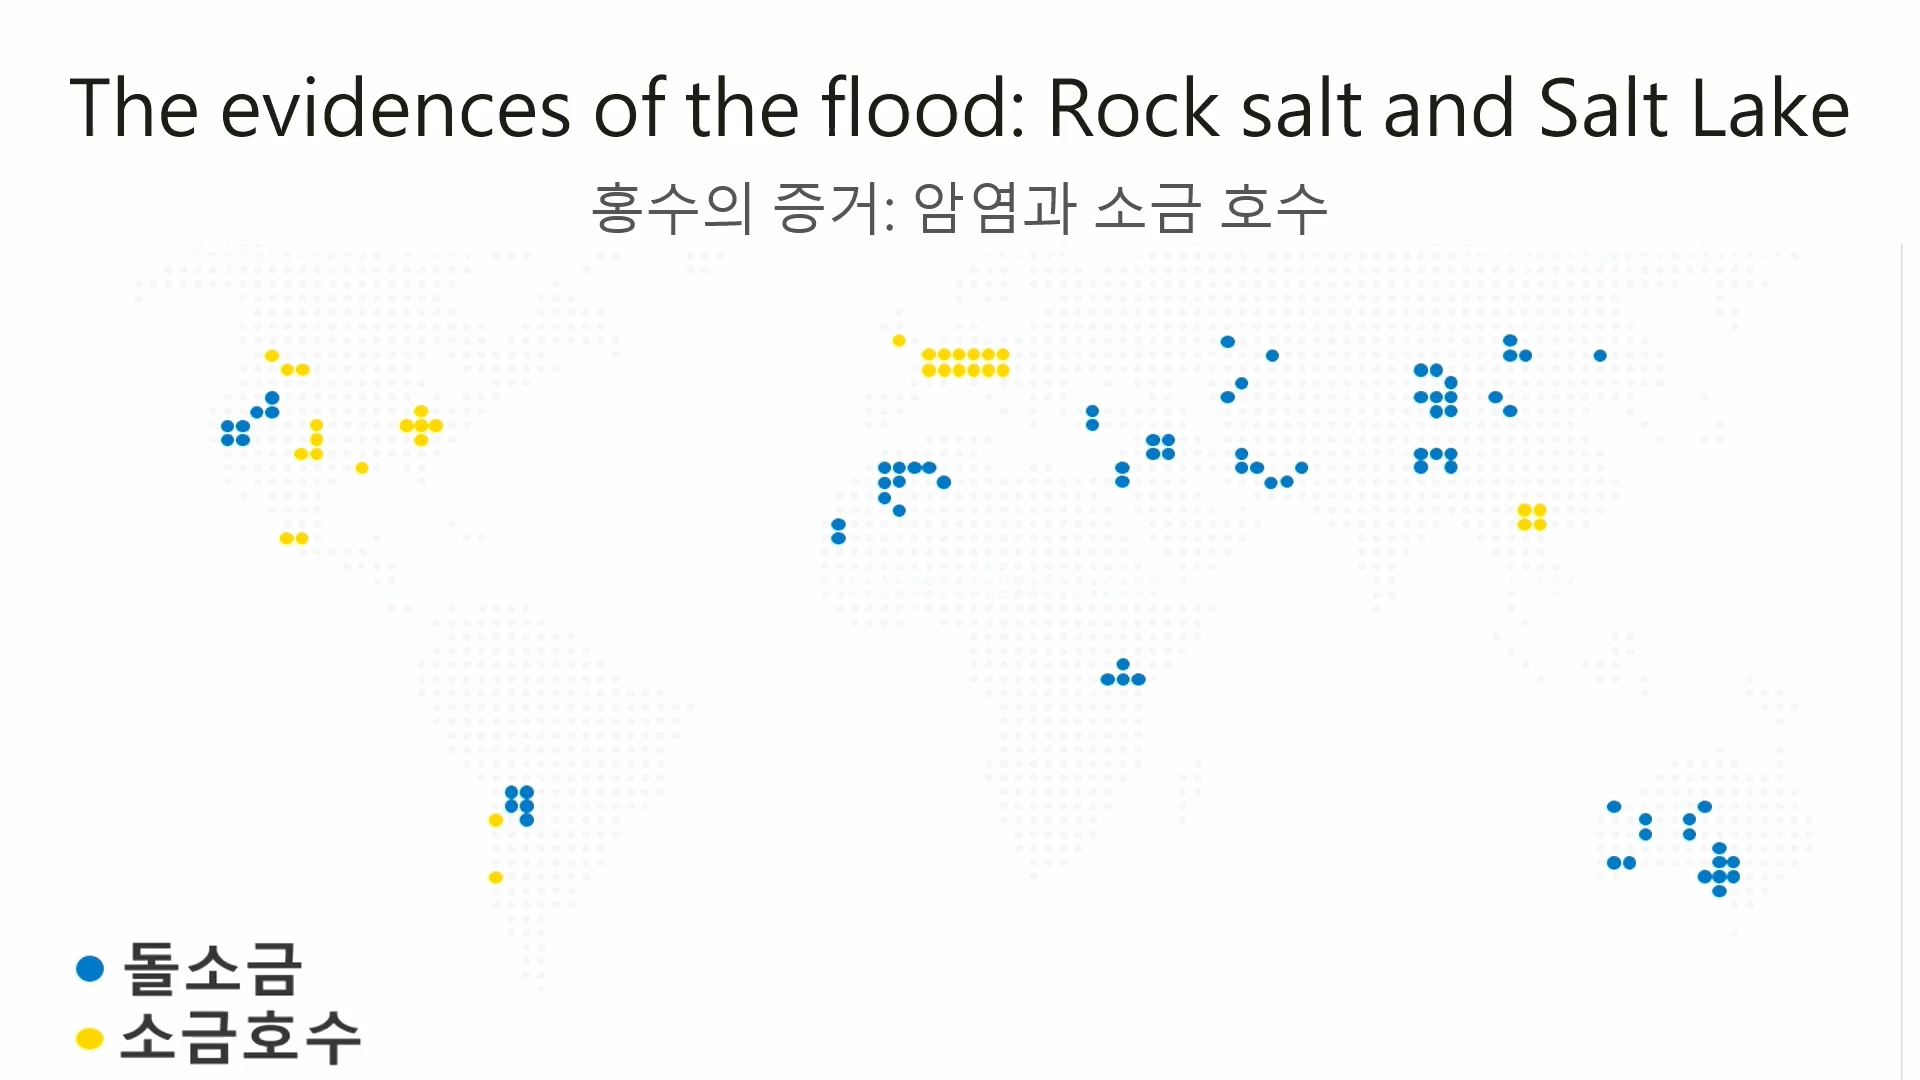 The evidences of the flood: Rock salt and Salt Lake
홍수의 증거: 암염과 소금 호수
돌소금
소금호수